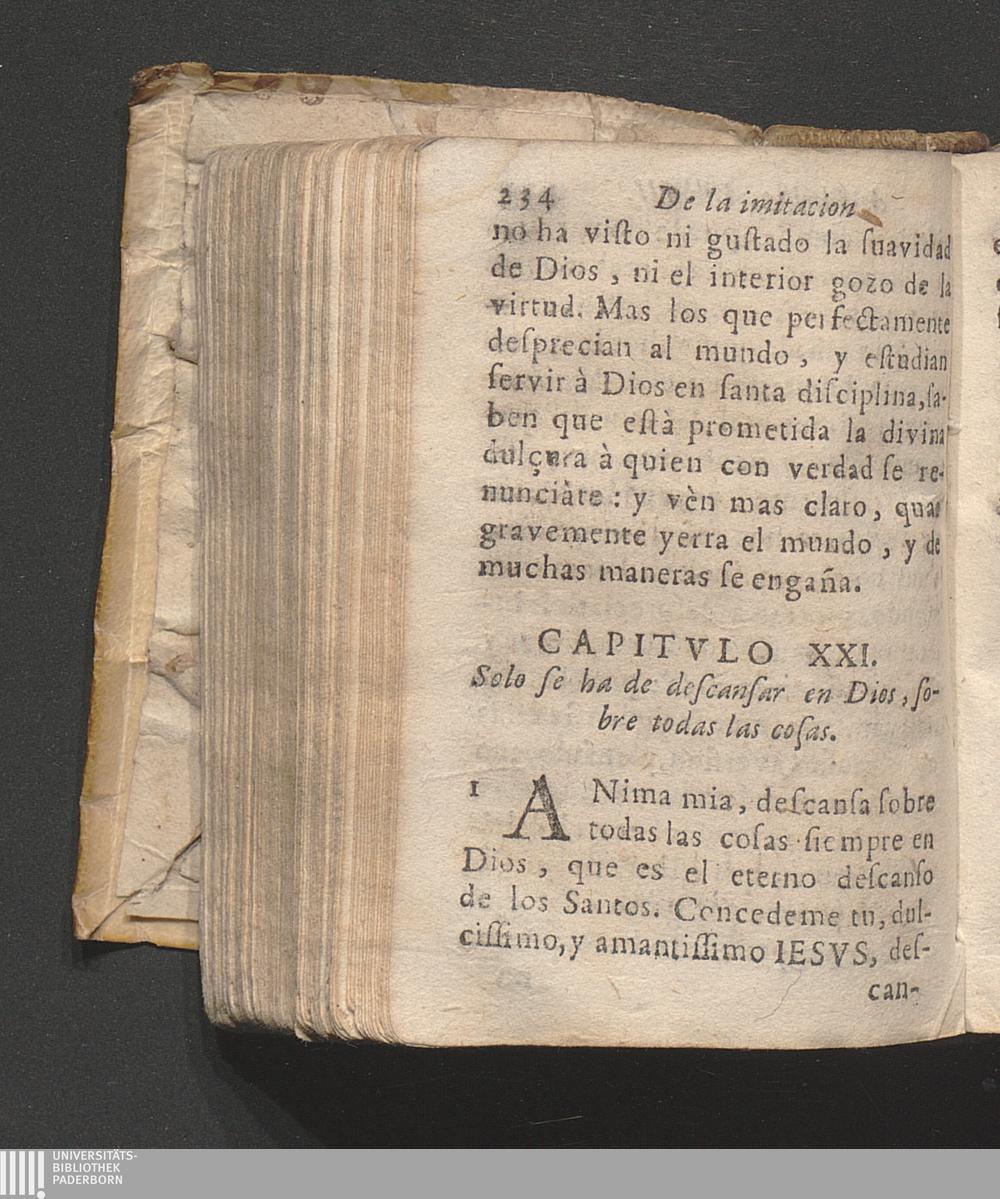 234 De la imitacion
no ha viſto ni guſtado la ſuavidad
de Dios, ni el interior gozo de la
virtud. Mas los que perfectamente
deſprecian al mundo, y eſtudian
ſervir à Dios en ſanta diſciplina, ſa-
ben que eſtà prometida la divina
dulçura à quien con verdad ſe re-
nunciàre: y vèn mas claro, quan
gravemente yerra el mundo, y de
muchas maneras ſe engaña.
CAPITVLO XXI.
Solo ſe ha de deſcanſar en Dios, ſo-
bre todas las coſas.
1 ANima mia, deſcanſa ſobre
todas las coſas ſiempre en
Dios, que es el eterno deſcanſo
de los Santos. Concedeme tu, dul-
ciſſimo, y amantiſſimo IESVS, deſ-
can-
UNIVERSITÄTS-
BIBLIOTHEK
PADERBORN